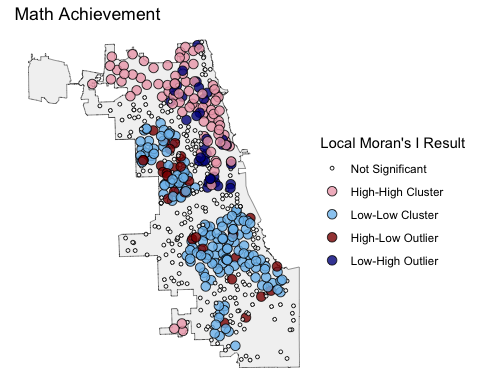 Math Achievement
Local Moran's I Result
Not Significant
High-High Cluster
Low-Low Cluster
High-Low Outlier
Low-High Outlier